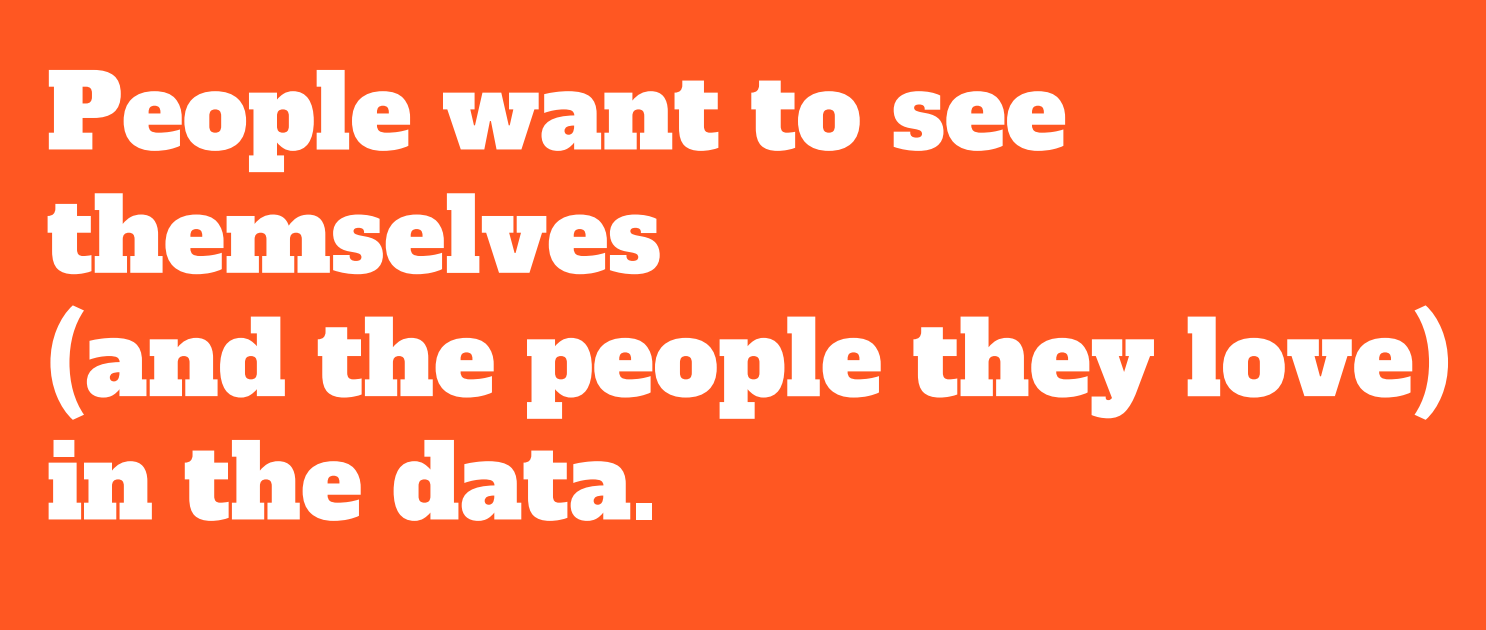 People want to see
themselves
(and the people they love)
in the data.